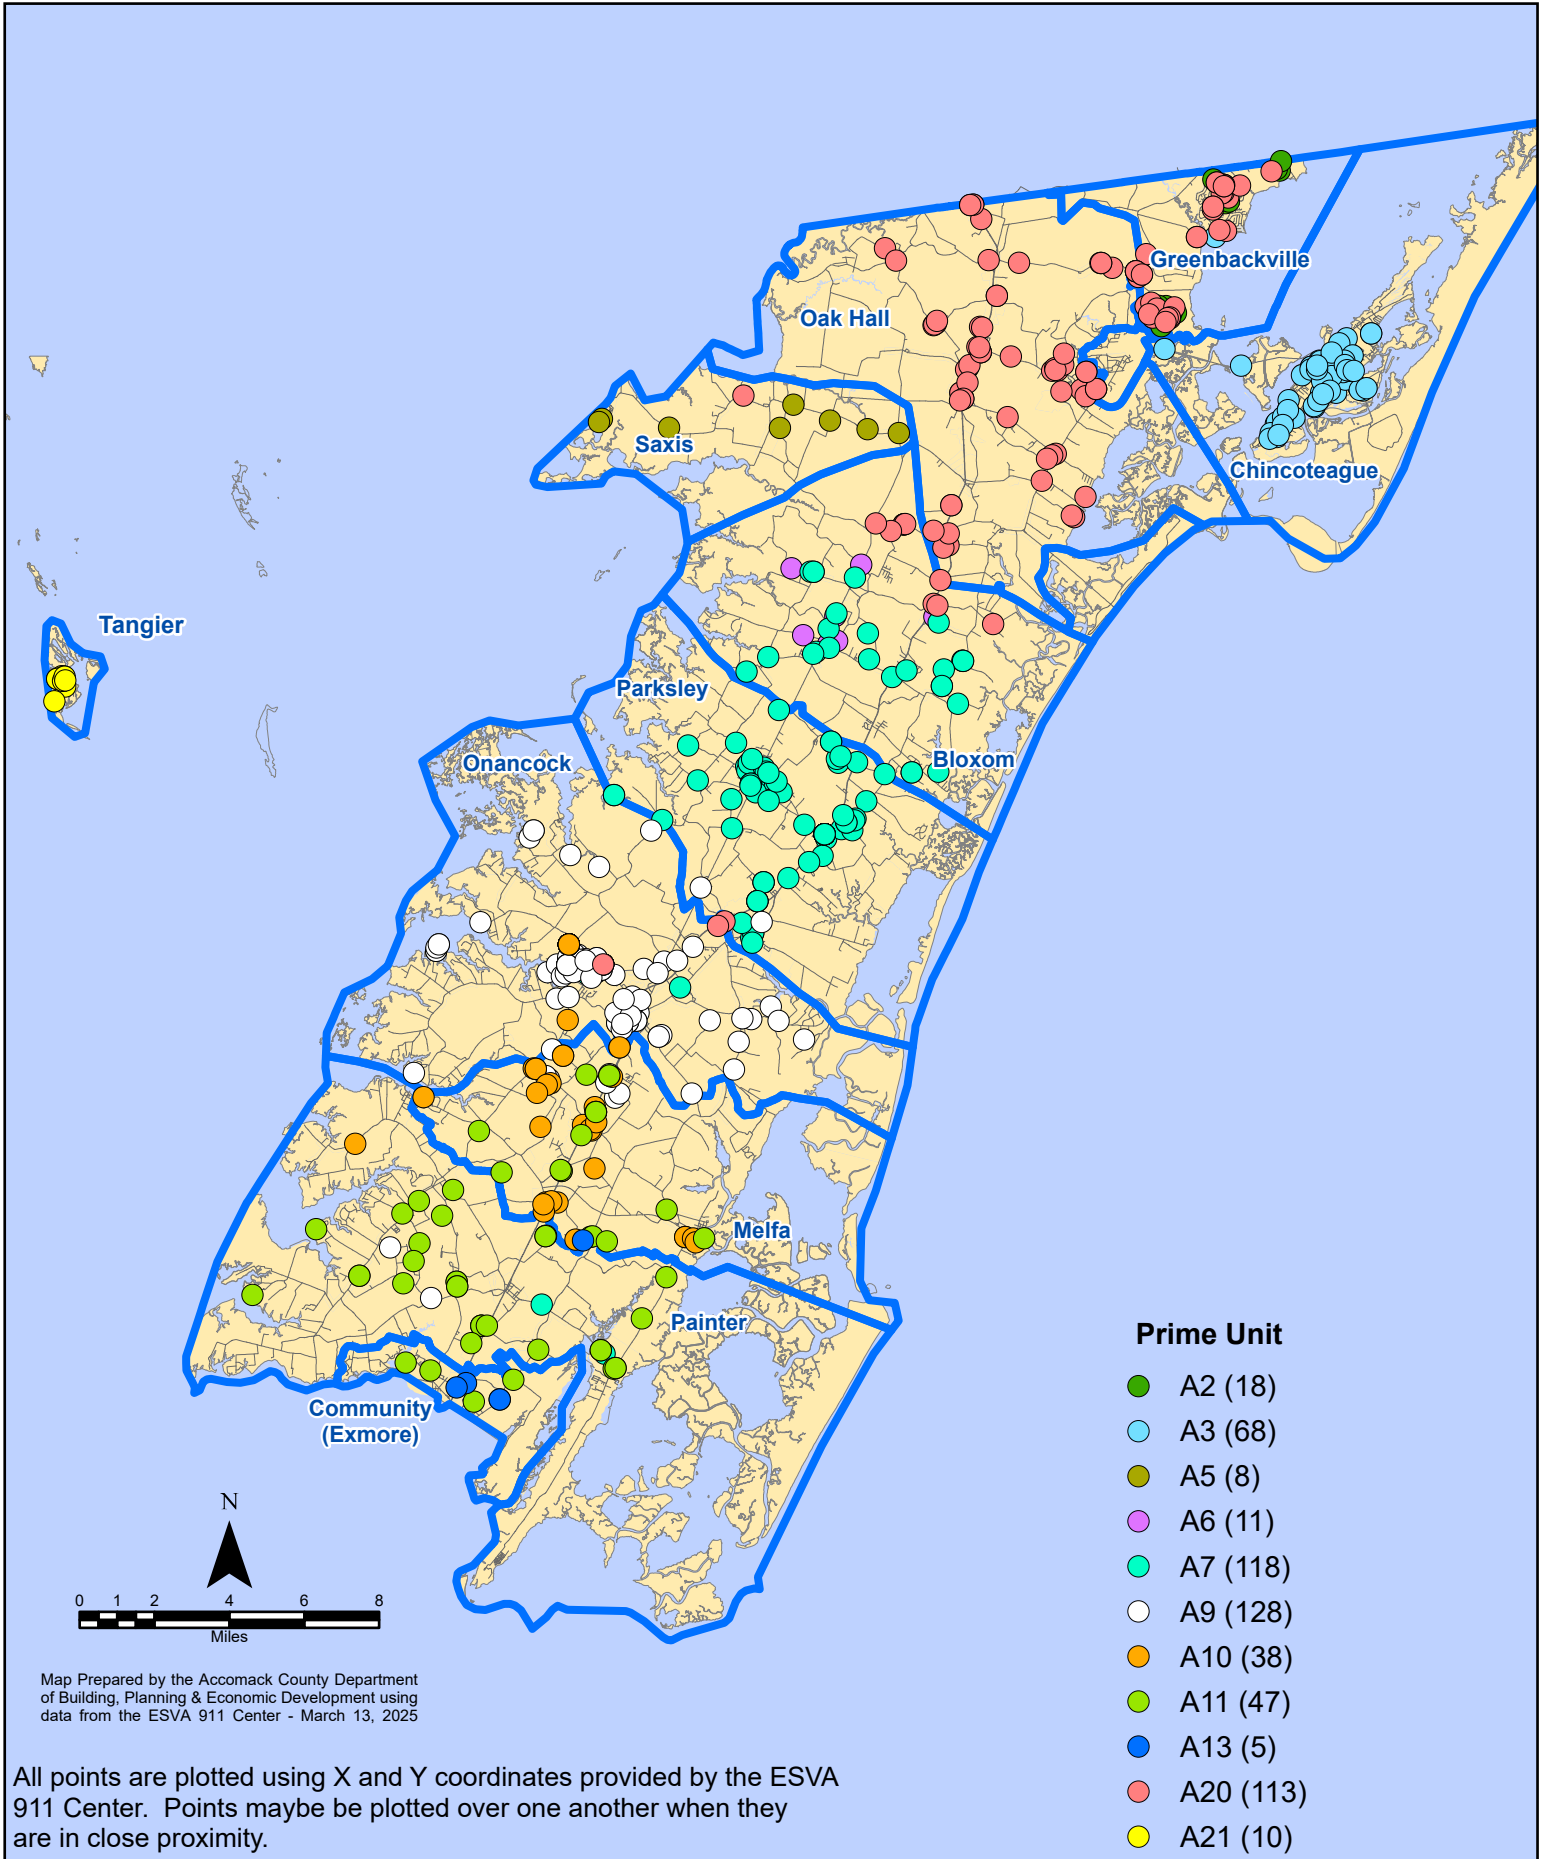 Greenbackville
Oak Hall
Saxis
Chincoteague
Tangier
Parksley
Bloxom
Onancock
Melfa
Painter
Community
(Exmore)
Prime Unit
A2 (18)
A3 (68)
A5 (8)
A6 (11)
A7 (118)
A9 (128)
A10 (38)
A11 (47)
A13 (5)
A20 (113)
A21 (10)
N
0 1 2 4 6 8
Miles
Map Prepared by the Accomack County Department
of Building, Planning & Economic Development using
data from the ESVA 911 Center - March 13, 2025
All points are plotted using X and Y coordinates provided by the ESVA
911 Center. Points maybe be plotted over one another when they
are in close proximity.